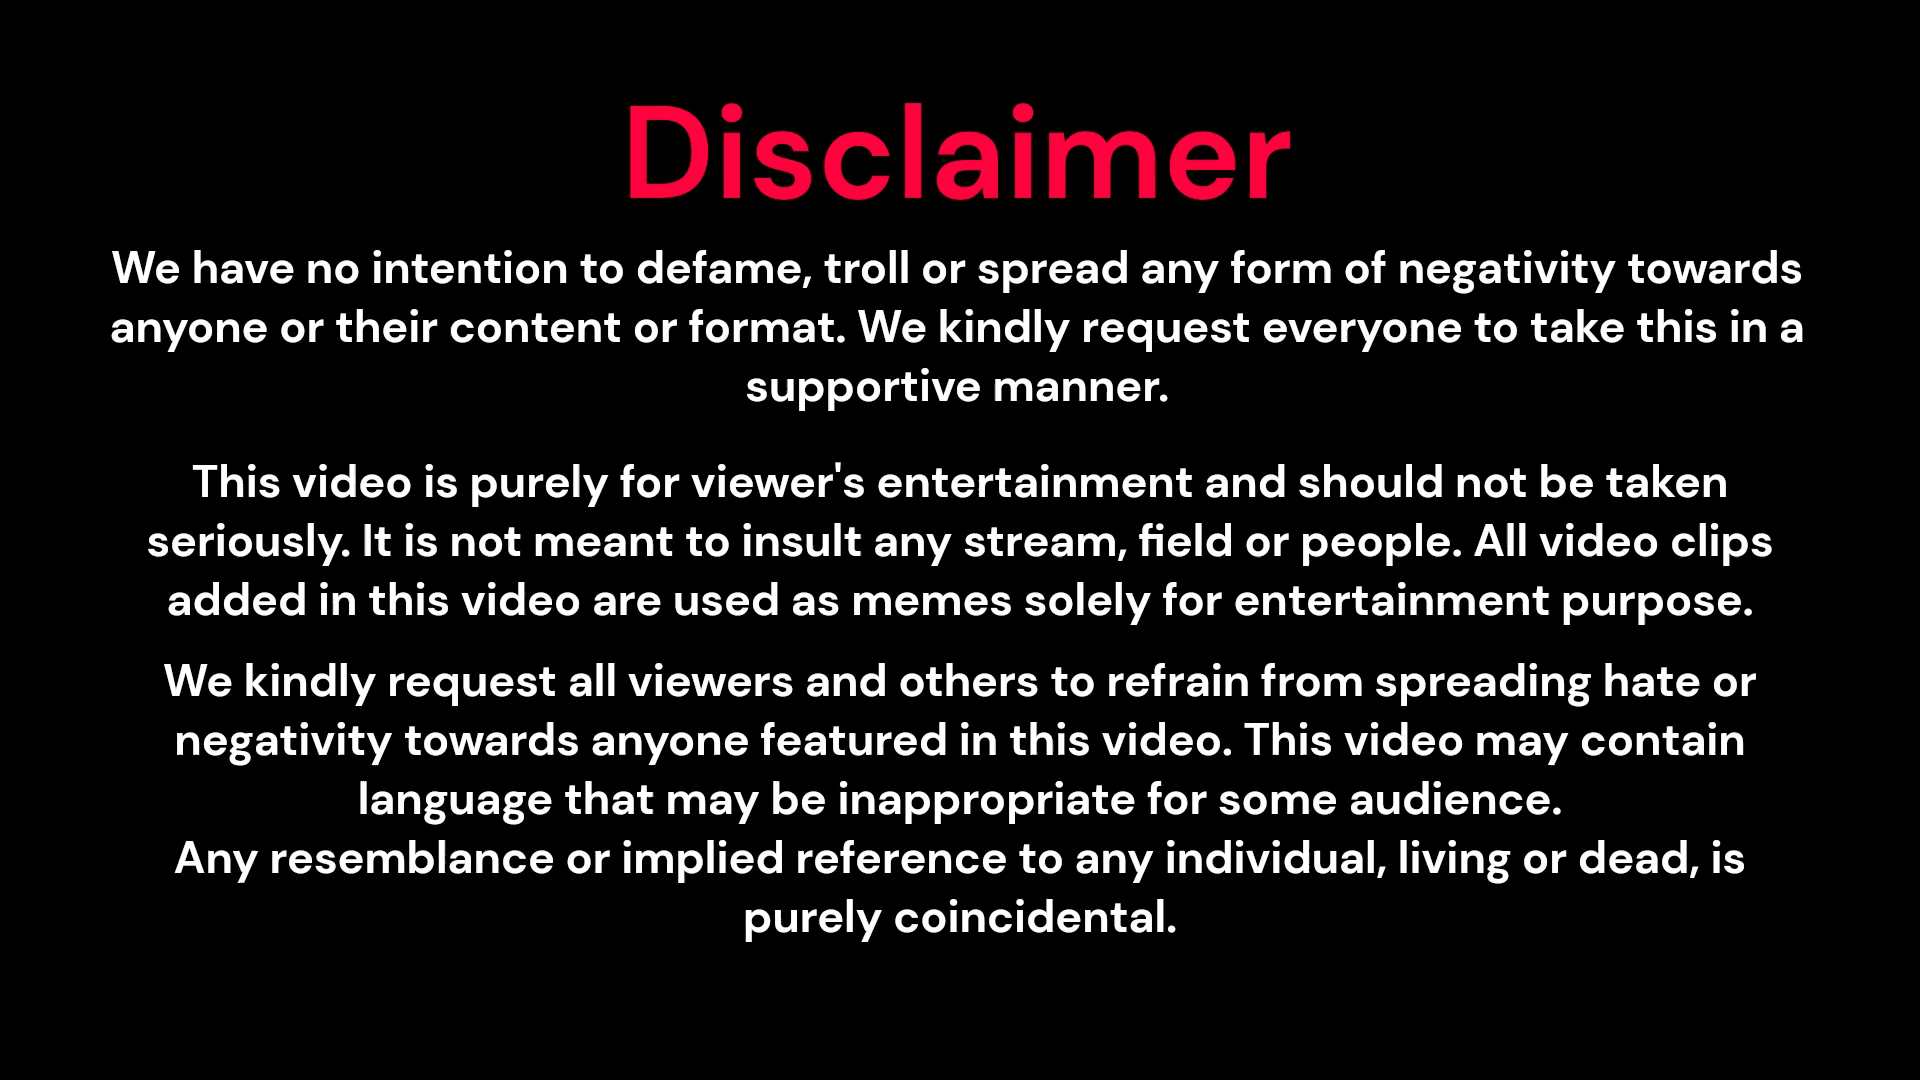 Disclaimer
We have no intention to defame, troll or spread any form of negativity towards
anyone or their content or format. We kindly request everyone to take this in a
supportive manner.
This video is purely for viewer's entertainment and should not be taken
seriously. It is not meant to insult any stream, field or people. All video clips
added in this video are used as memes solely for entertainment purpose.
We kindly request all viewers and others to refrain from spreading hate or
negativity towards anyone featured in this video. This video may contain
language that may be inappropriate for some audience.
Any resemblance or implied reference to any individual, living or dead, is
purely coincidental.